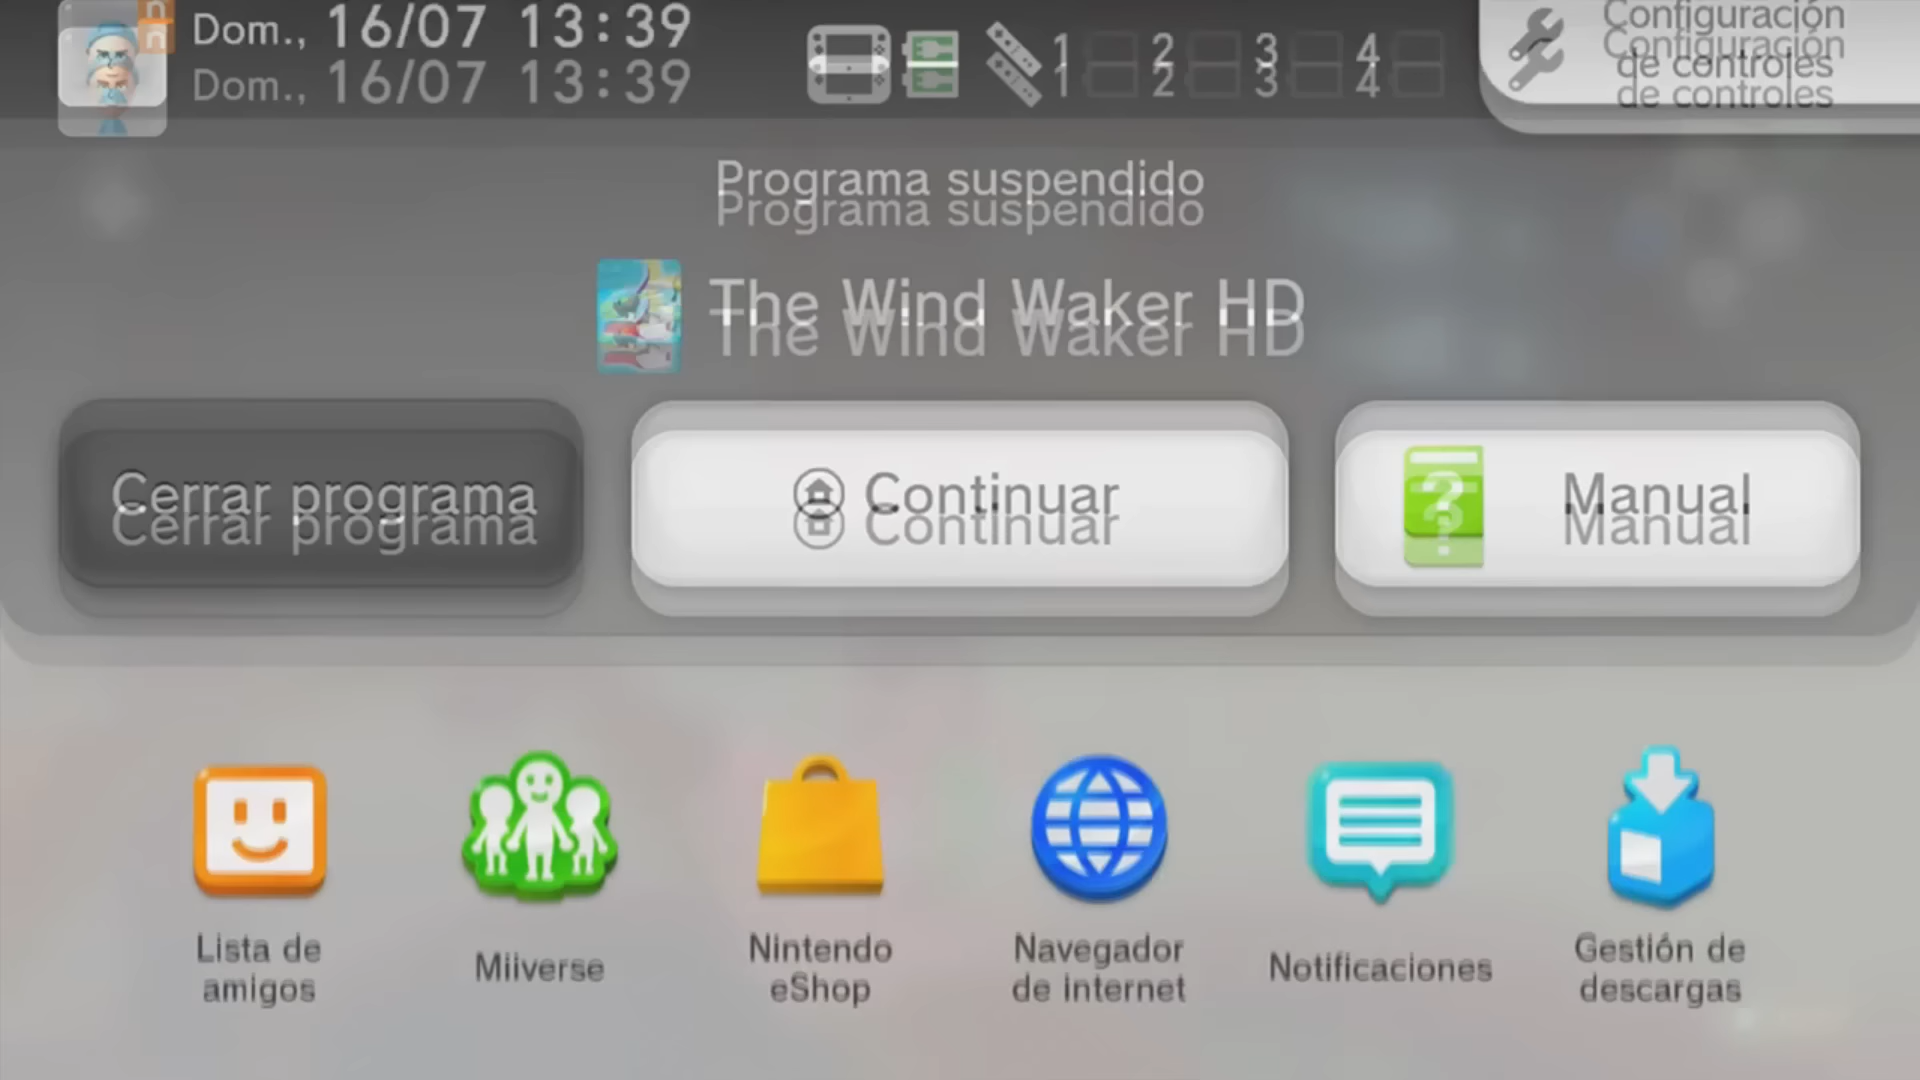 Dom., 16/07 13:39
1 2 3 4
Configuración
de controles
Programa suspendido
The Wind Waker HD
Cerrar programa
Continuar
Manual
Lista de
amigos
Miiverse
Nintendo
eShop
Navegador
de Internet
Notificaciones
Gestión de
descargas